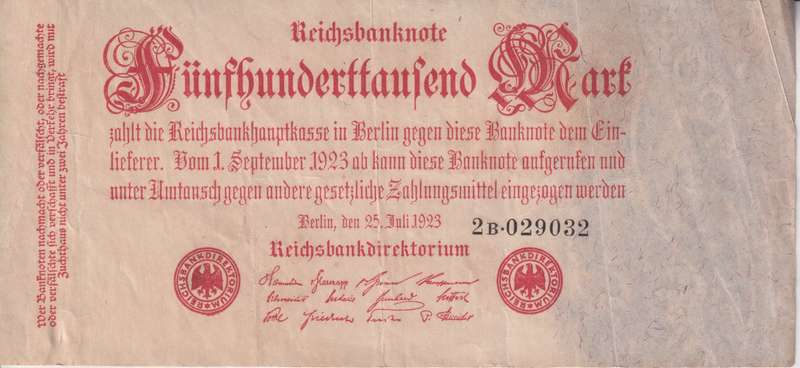 Reichsbanknote
Fünfhunderttausend Mark
zahlt die Reichsbankhauptkasse in Berlin gegen diese Banknote dem Ein-
lieferer. Vom 1. September 1923 ab kann diese Banknote aufgerufen und
unter Umtausch gegen andere gesetzliche Zahlungsmittel eingezogen werden
Berlin, den 25. Juli 1923
2B·029032
Reichsbankdirektorium
REICHSBANKDIREKTORIUM
REICHSBANKDIREKTORIUM
Wer Banknoten nachmacht oder verfälscht, oder nachgemachte
oder verfälschte sich verschafft und in Verkehr bringt, wird mit
Zuchthaus nicht unter zwei Jahren bestraft